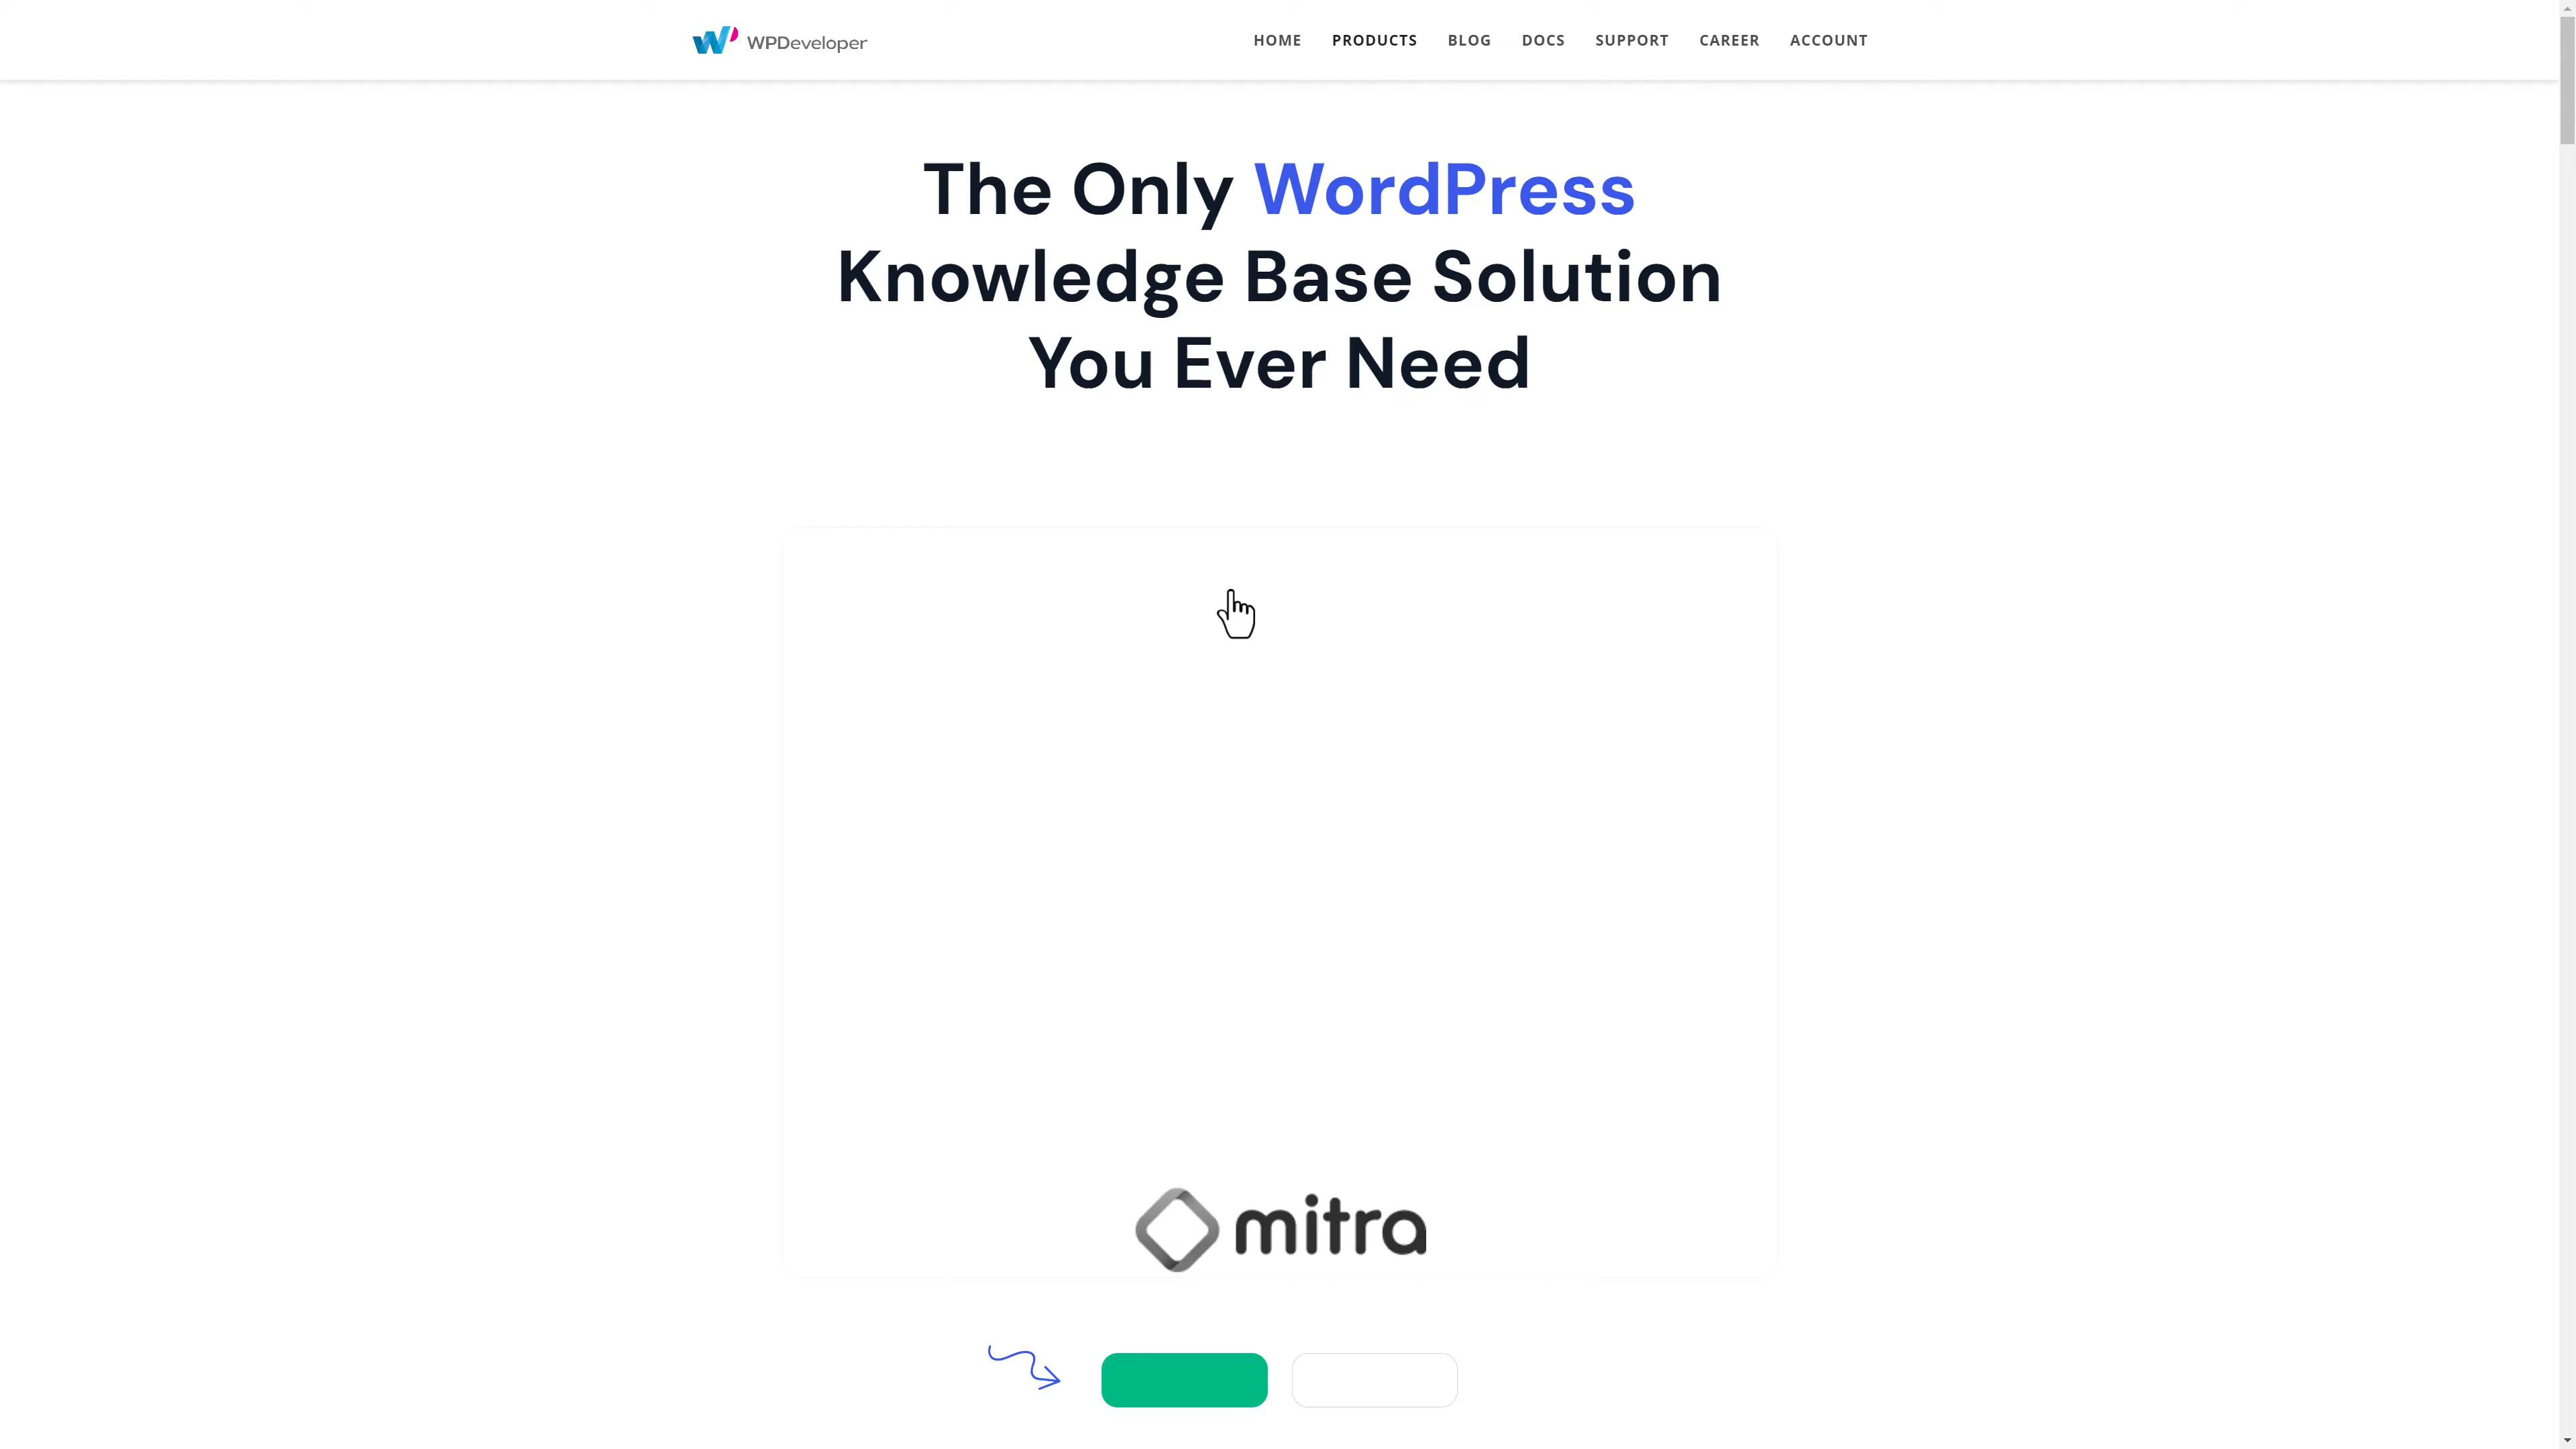 WPDeveloper
HOME PRODUCTS BLOG DOCS SUPPORT CAREER ACCOUNT
The Only WordPress
Knowledge Base Solution
You Ever Need
mitra